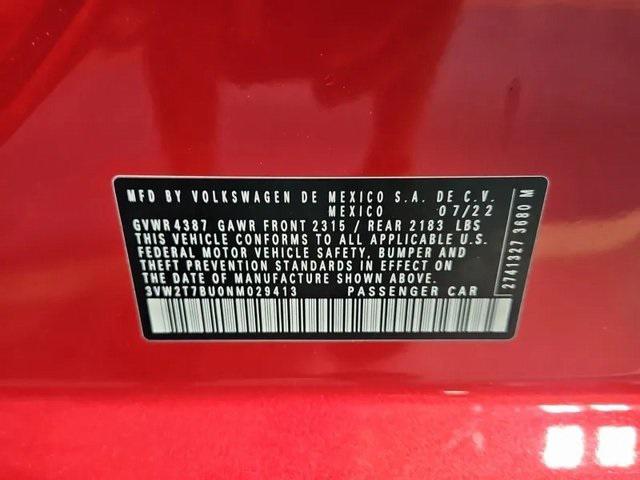 MFD BY VOLKSWAGEN DE MEXICO S.A. DE C.V.
MEXICO 07/22
GVWR 4387 GAWR FRONT 2315 / REAR 2183 LBS
THIS VEHICLE CONFORMS TO ALL APPLICABLE U.S.
FEDERAL MOTOR VEHICLE SAFETY, BUMPER AND
THEFT PREVENTION STANDARDS IN EFFECT ON
THE DATE OF MANUFACTURE SHOWN ABOVE.
3VW2T7BU0NM029413 PASSENGER CAR
2741327 3680 M